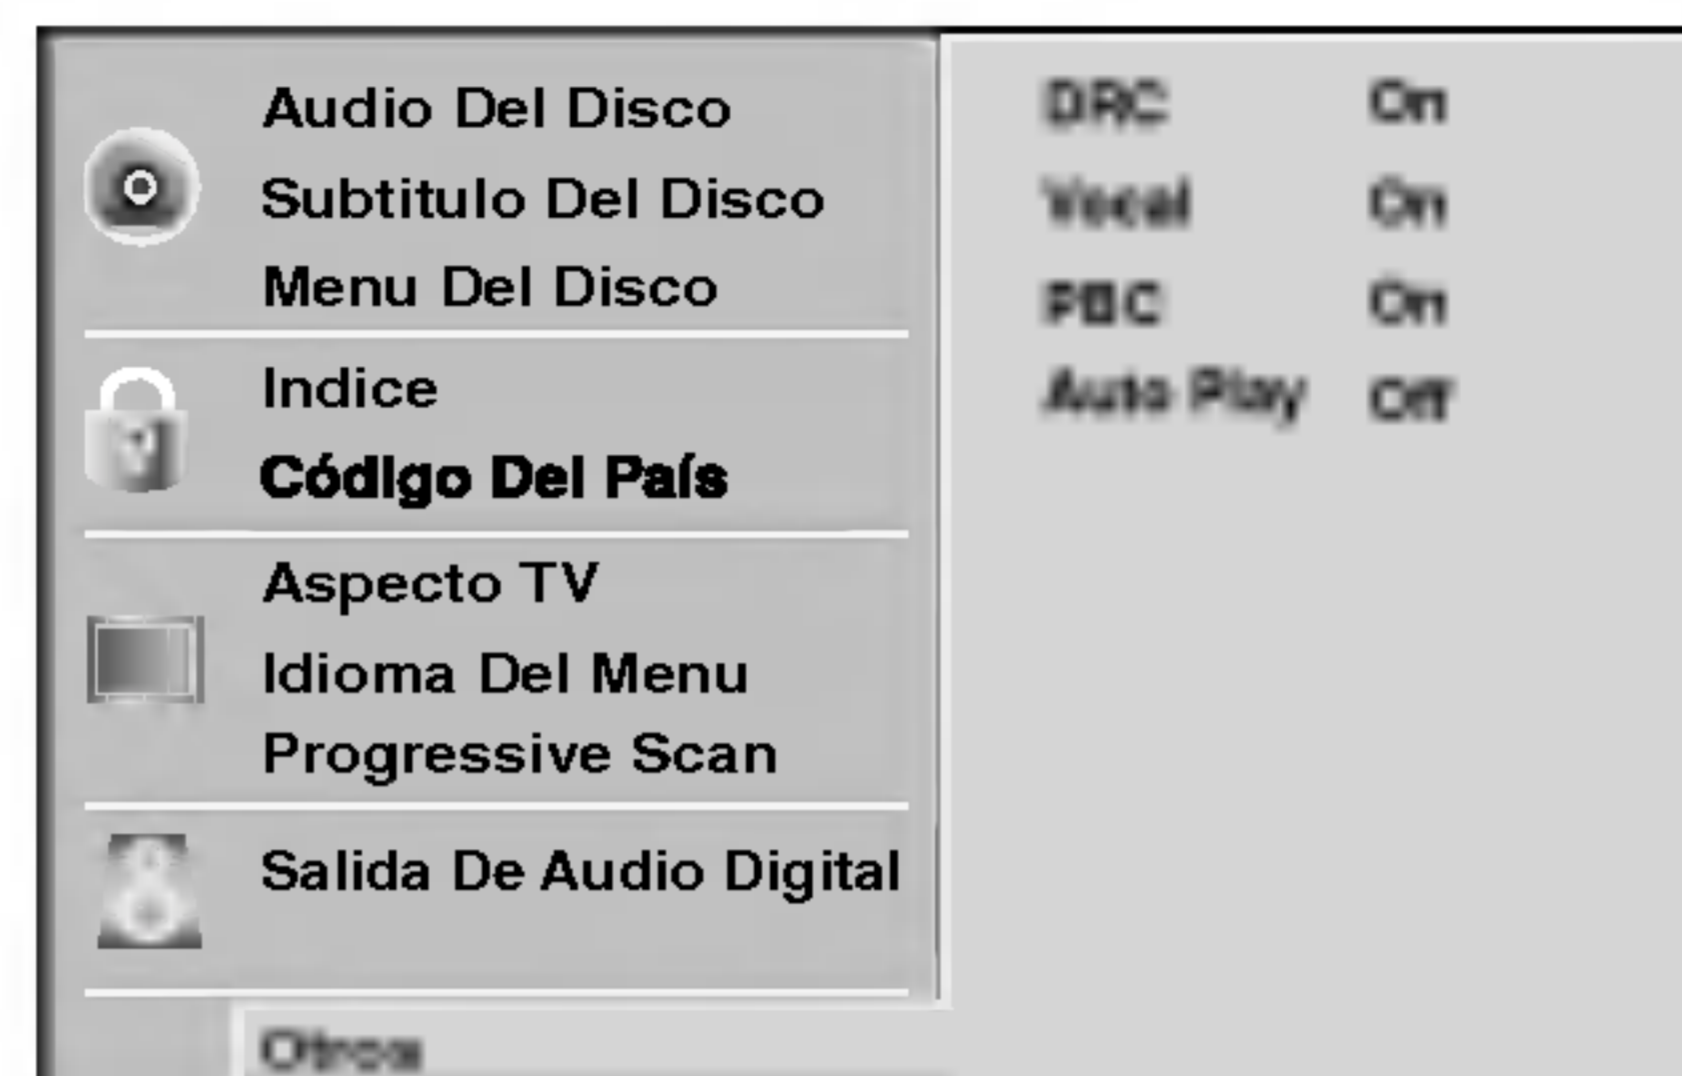 Audio Del Disco
Subtitulo Del Disco
Menu Del Disco
Indice
Código Del País
Aspecto TV
Idioma Del Menu
Progressive Scan
Salida De Audio Digital
Otros
DRC On
Vocal On
PBC On
Auto Play Off